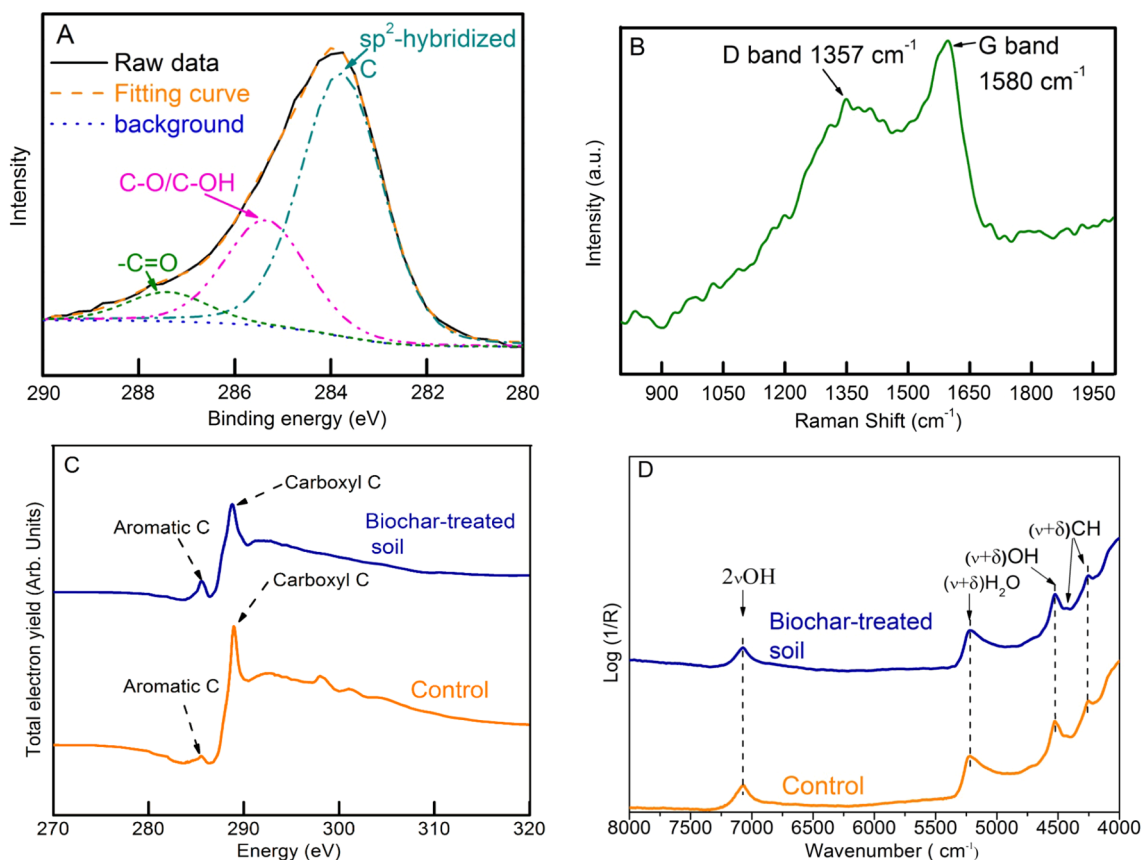 A
sp²-hybridized
C
Raw data
Fitting curve
background
C-O/C-OH
-C=O
Intensity
290 288 286 284 282 280
Binding energy (eV)
B
D band 1357 cm⁻¹
G band
1580 cm⁻¹
Intensity (a.u.)
900 1050 1200 1350 1500 1650 1800 1950
Raman Shift (cm⁻¹)
C
Carboxyl C
Aromatic C
Biochar-treated
soil
Carboxyl C
Aromatic C
Control
Total electron yield (Arb. Units)
270 280 290 300 310 320
Energy (eV)
D
(ν+δ)CH
(ν+δ)OH
2νOH
(ν+δ)H₂O
Biochar-treated
soil
Control
Log (1/R)
8000 7500 7000 6500 6000 5500 5000 4500 4000
Wavenumber ( cm⁻¹)